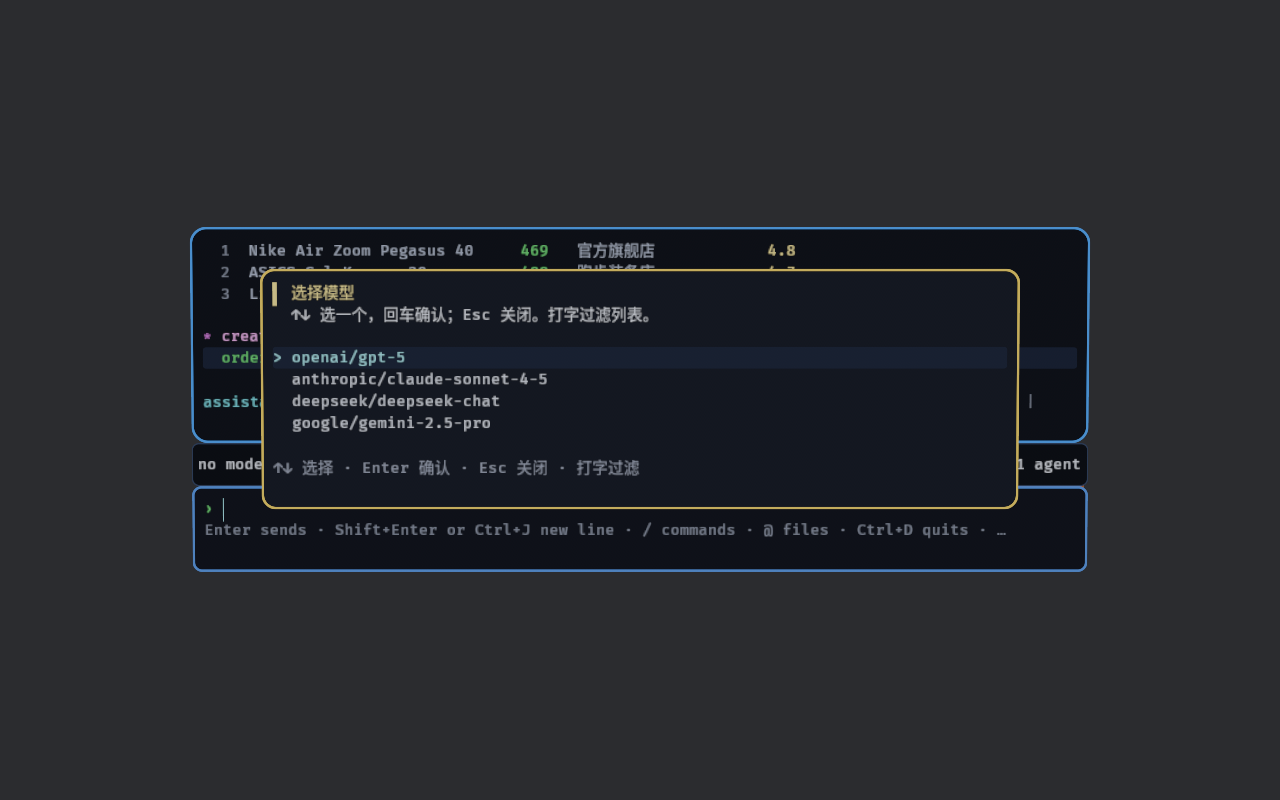 1 Nike Air Zoom Pegasus 40 469 官方旗舰店 4.8
2
3 L
选择模型
↑↓ 选一个，回车确认；Esc 关闭。打字过滤列表。
* crea
orde
> openai/gpt-5
anthropic/claude-sonnet-4-5
deepseek/deepseek-chat
google/gemini-2.5-pro
assista
↑↓ 选择 · Enter 确认 · Esc 关闭 · 打字过滤
no mode 1 agent
›
Enter sends · Shift+Enter or Ctrl+J new line · / commands · @ files · Ctrl+D quits · …